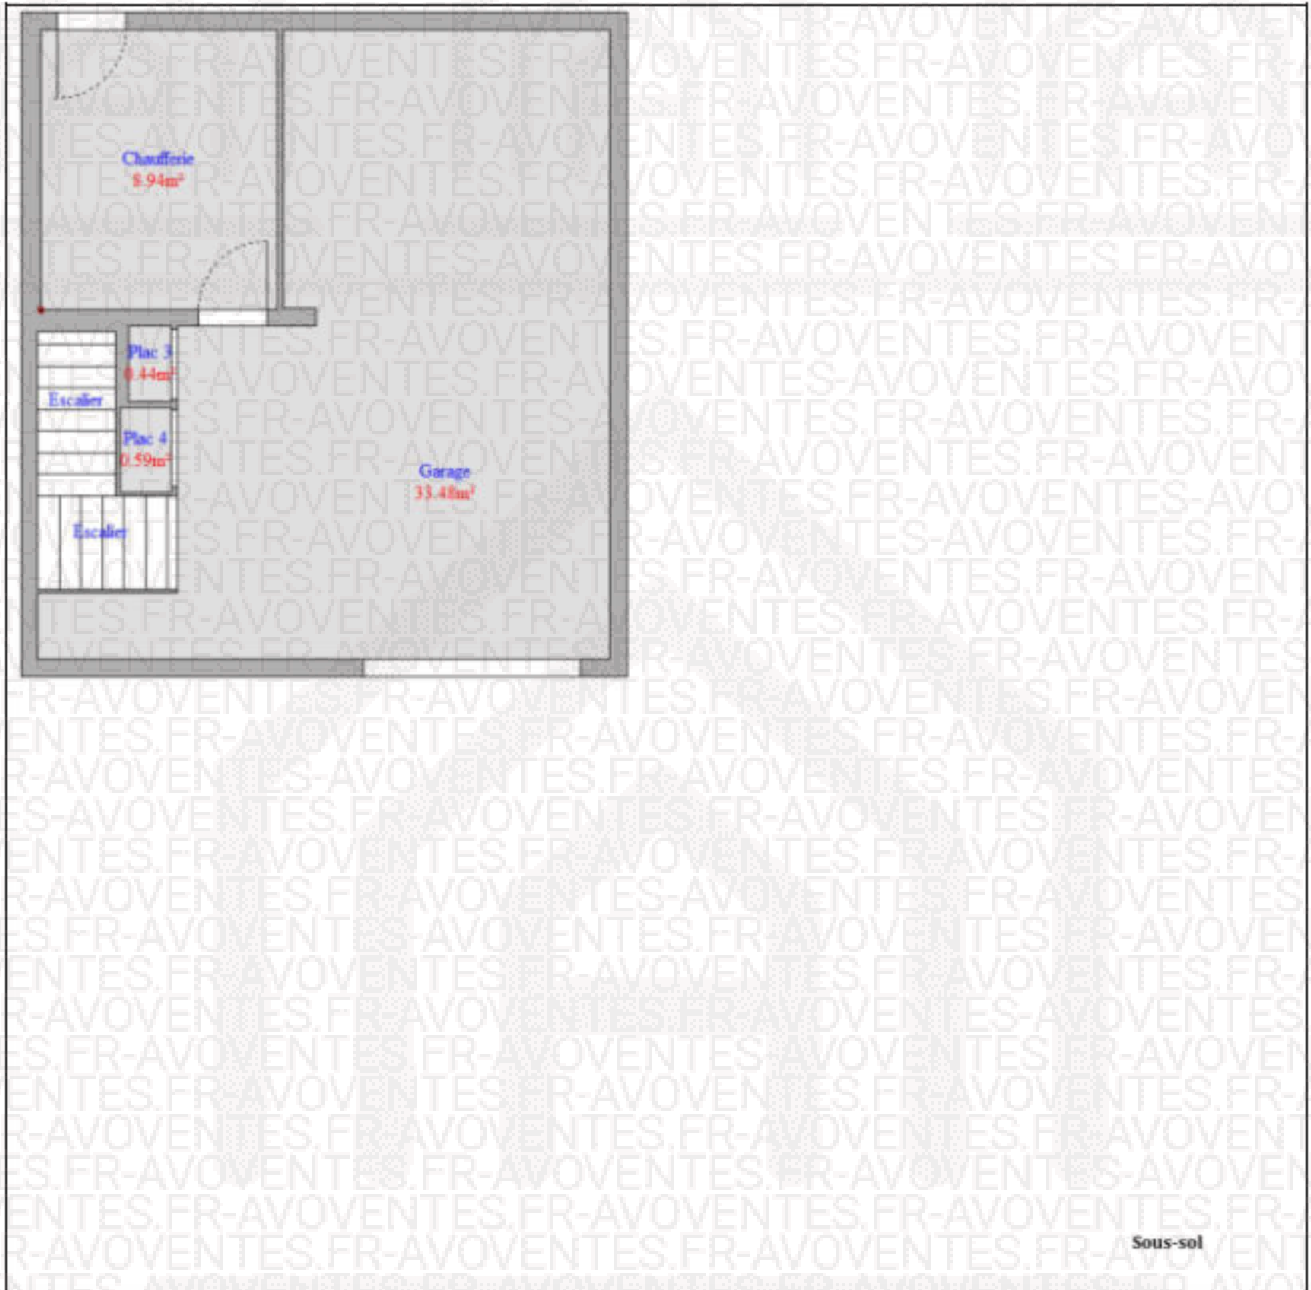 Chaufferie
8.94m²
Plac 3
0.44m²
Escalier
Plac 4
0.59m²
Garage
33.48m²
Escalier
Sous-sol